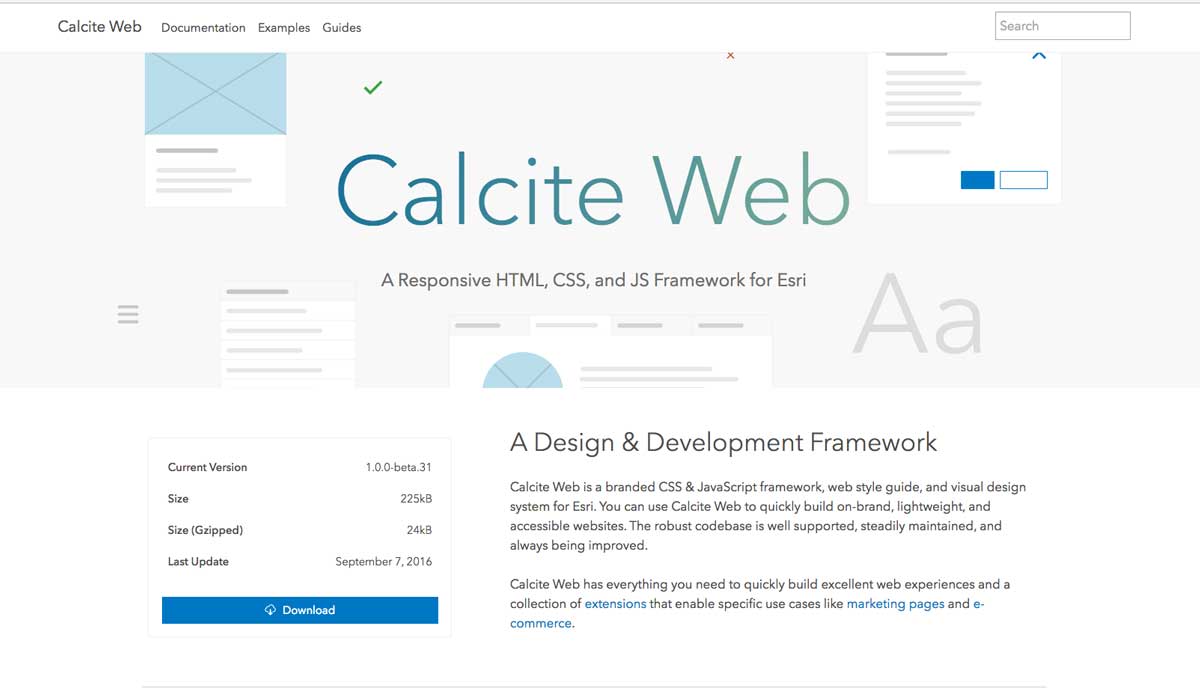 Calcite Web Documentation Examples Guides Search
Calcite Web
A Responsive HTML, CSS, and JS Framework for Esri
Aa
Current Version 1.0.0-beta.31
Size 225kB
Size (Gzipped) 24kB
Last Update September 7, 2016
Download
A Design & Development Framework
Calcite Web is a branded CSS & JavaScript framework, web style guide, and visual design
system for Esri. You can use Calcite Web to quickly build on-brand, lightweight, and
accessible websites. The robust codebase is well supported, steadily maintained, and
always being improved.
Calcite Web has everything you need to quickly build excellent web experiences and a
collection of extensions that enable specific use cases like marketing pages and e-
commerce.